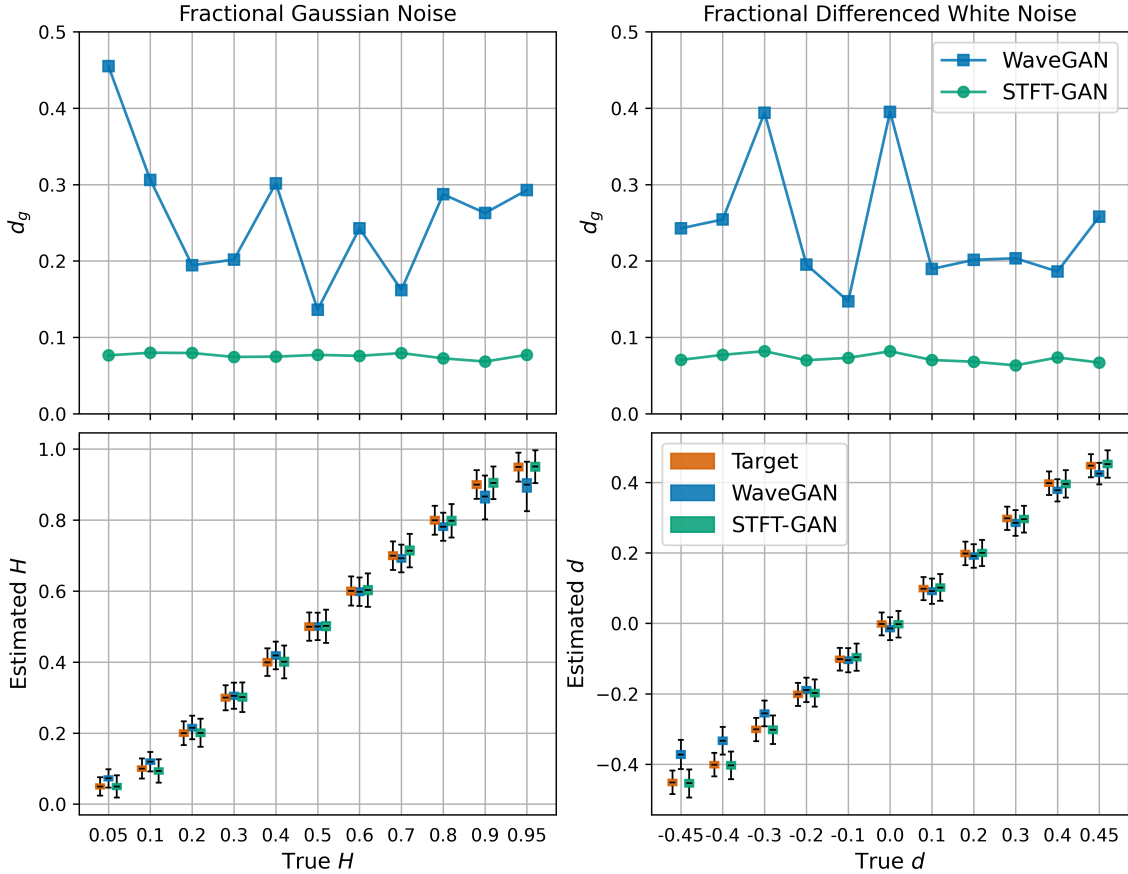 Fractional Gaussian Noise
0.5
0.4
0.3
0.2
0.1
0.0
d_g
Fractional Differenced White Noise
0.5
0.4
0.3
0.2
0.1
0.0
d_g
WaveGAN
STFT-GAN
1.0
0.8
0.6
0.4
0.2
0.0
Estimated H
0.05 0.1 0.2 0.3 0.4 0.5 0.6 0.7 0.8 0.9 0.95
True H
0.4
0.2
0.0
−0.2
−0.4
Estimated d
Target
WaveGAN
STFT-GAN
-0.45 -0.4 -0.3 -0.2 -0.1 0.0 0.1 0.2 0.3 0.4 0.45
True d